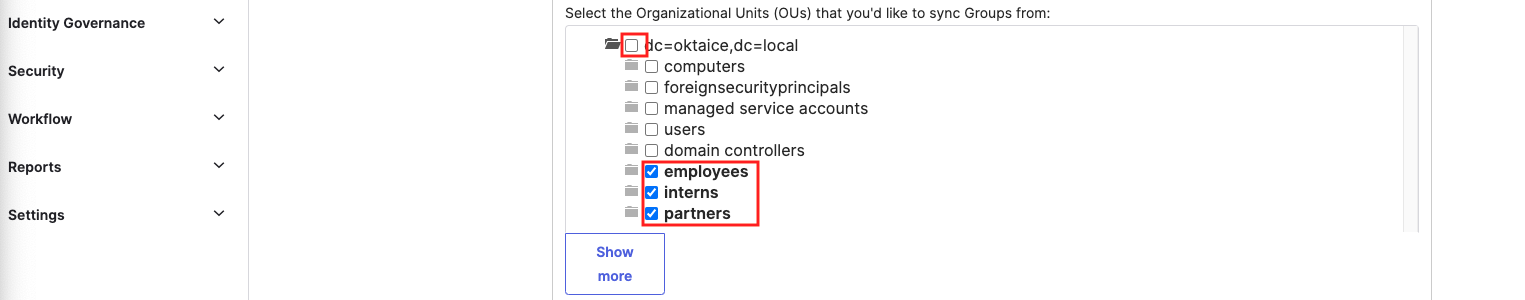 Select the Organizational Units (OUs) that you'd like to sync Groups from:
Identity Governance
dc=oktaice,dc=local
computers
Security
foreignsecurityprincipals
managed service accounts
Workflow
users
domain controllers
Reports
employees
interns
Settings
partners
Show
more